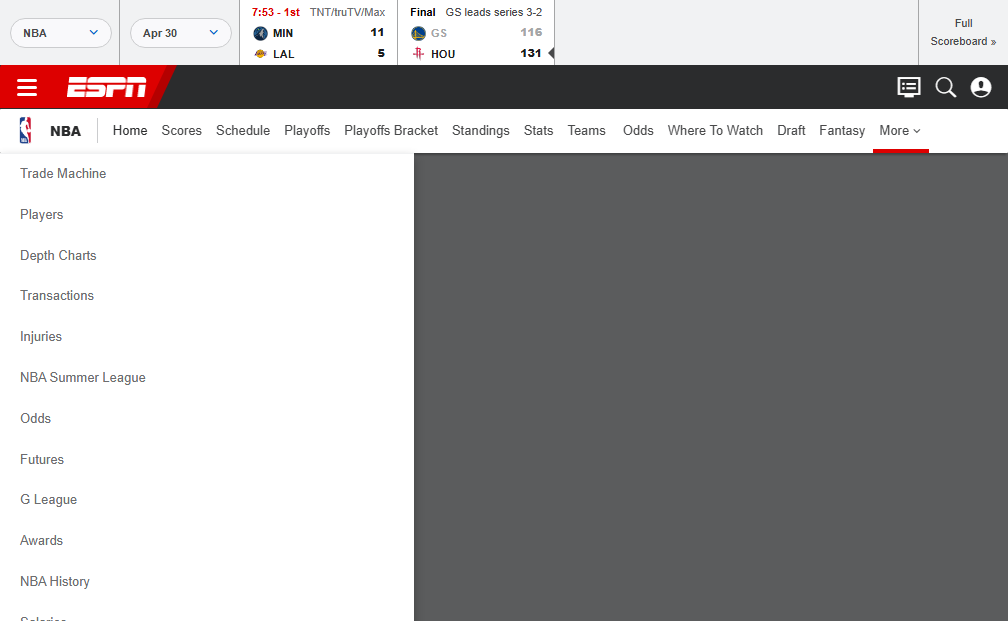 NBA
Apr 30
7:53 - 1st TNT/truTV/Max
MIN 11
LAL 5
Final GS leads series 3-2
GS 116
HOU 131
Full
Scoreboard »
ESPN
NBA Home Scores Schedule Playoffs Playoffs Bracket Standings Stats Teams Odds Where To Watch Draft Fantasy More
Trade Machine
Players
Depth Charts
Transactions
Injuries
NBA Summer League
Odds
Futures
G League
Awards
NBA History
Salaries